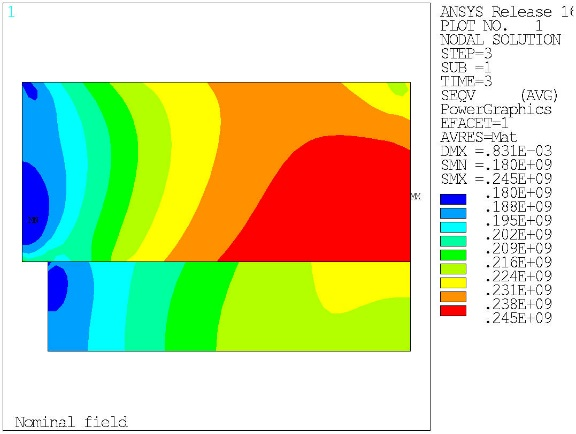 1
ANSYS Release 16
PLOT NO. 1
NODAL SOLUTION
STEP=3
SUB =1
TIME=3
SEQV (AVG)
PowerGraphics
EFACET=1
AVRES=Mat
DMX =.831E-03
SMN =.180E+09
SMX =.245E+09
.180E+09
.188E+09
.195E+09
.202E+09
.209E+09
.216E+09
.224E+09
.231E+09
.238E+09
.245E+09
MX
Nominal field